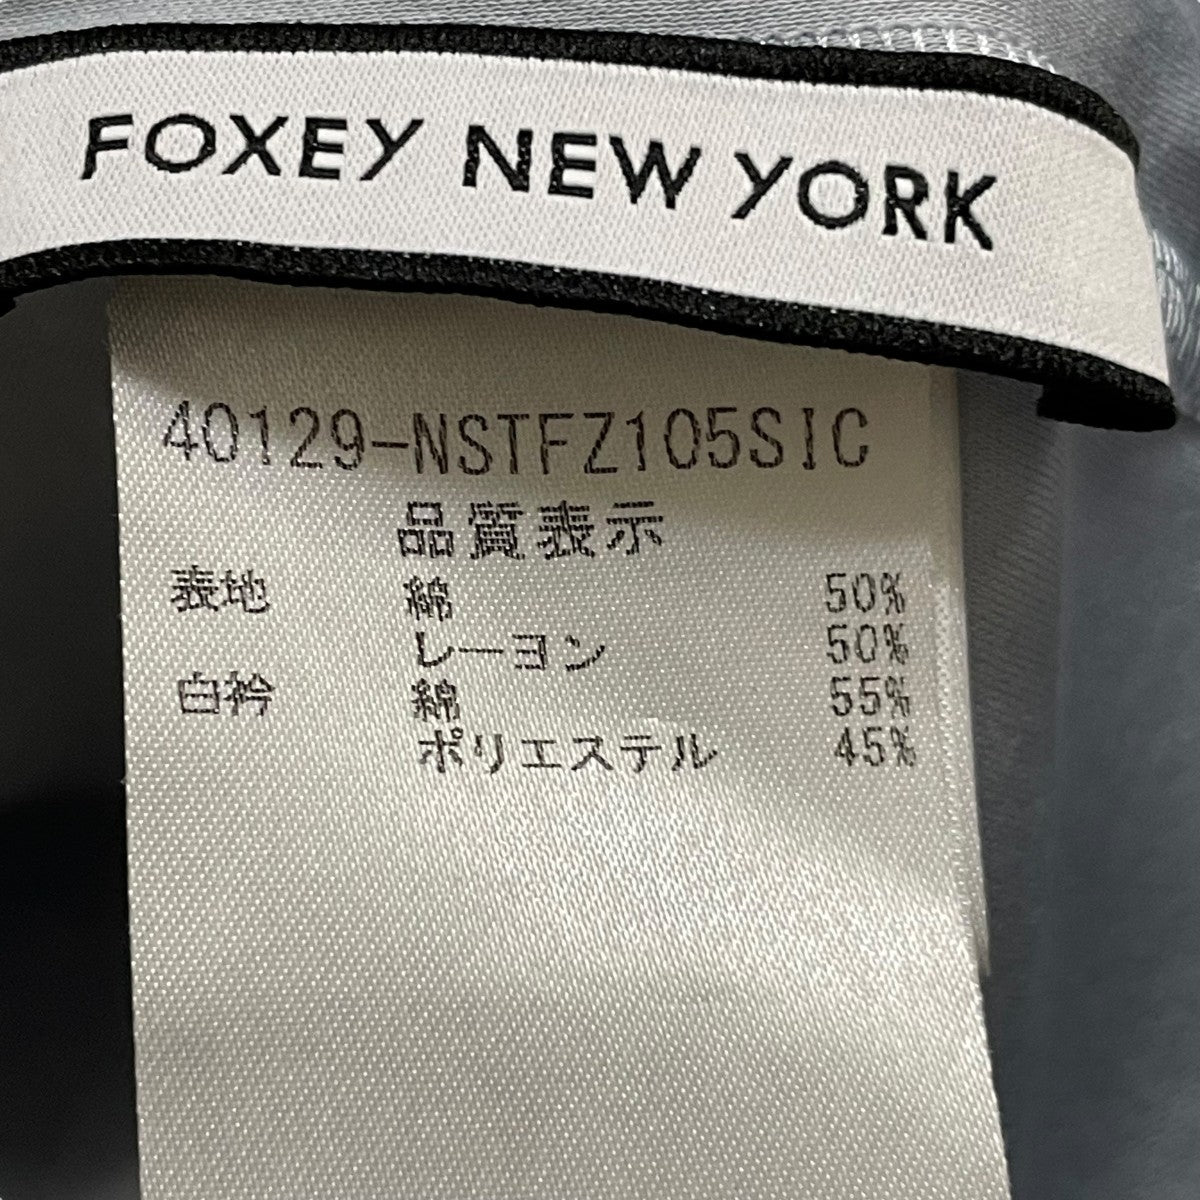 FOXEY NEW YORK
40129-NSTFZ105SIC
品質表示
表地 綿 50%
レーヨン 50%
白衿 綿 55%
ポリエステル 45%